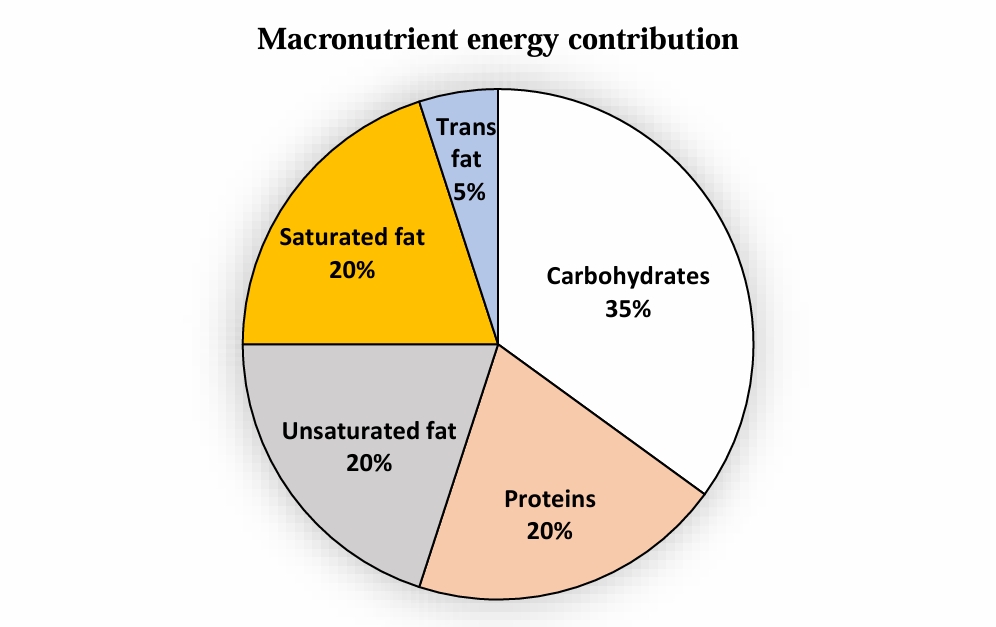 Macronutrient energy contribution
Trans
fat
5%
Saturated fat
20%
Carbohydrates
35%
Unsaturated fat
20%
Proteins
20%